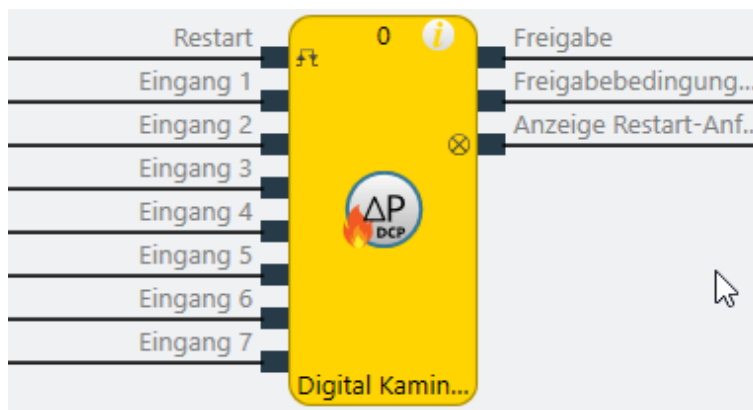 Restart
0
i
Freigabe
Eingang 1
Freigabebedingung...
Eingang 2
Anzeige Restart-Anf...
Eingang 3
Eingang 4
ΔP
DCP
Eingang 5
Eingang 6
Eingang 7
Digital Kamin...